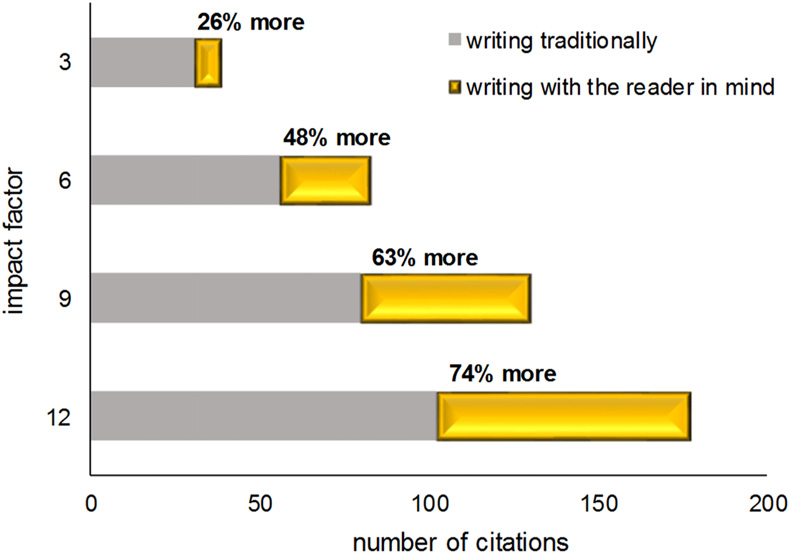 26% more
writing traditionally
3
writing with the reader in mind
48% more
6
impact factor
63% more
9
74% more
12
0 50 100 150 200
number of citations